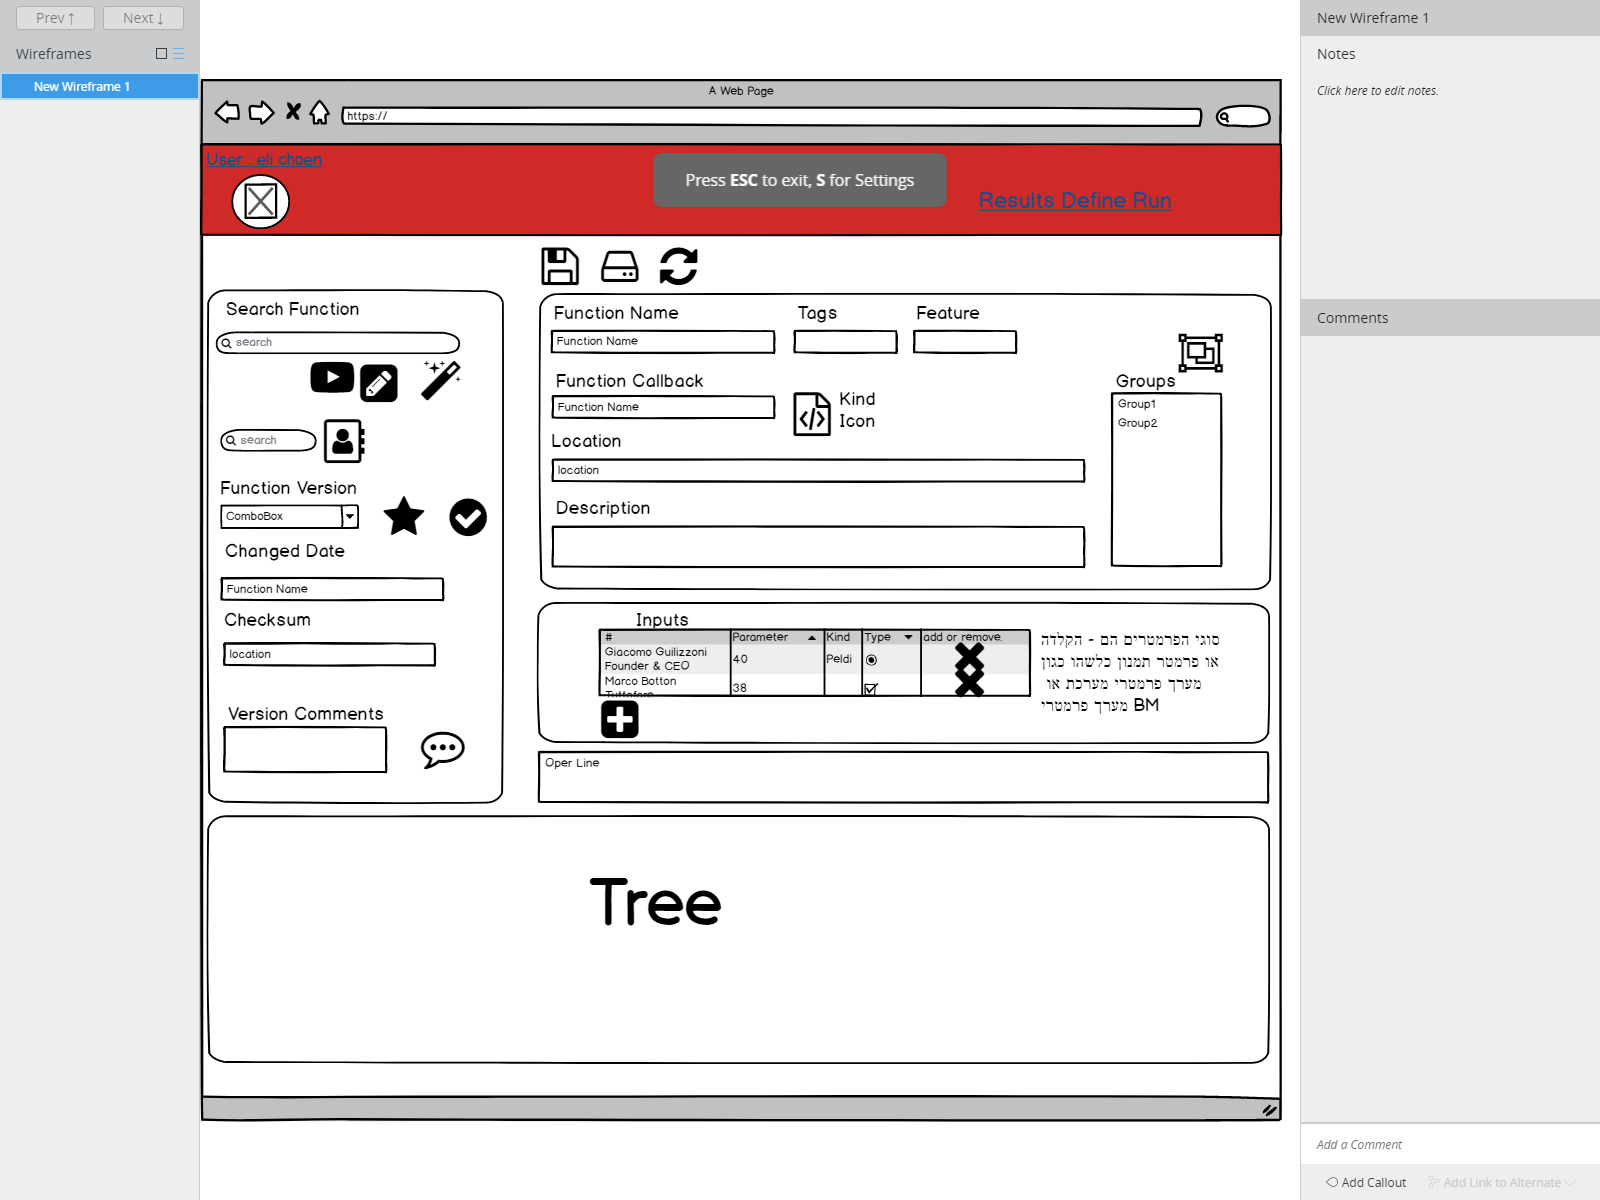 Prev ↑
Next ↓
Wireframes
New Wireframe 1
A Web Page
https://
User : eli choen
Press ESC to exit, S for Settings
Results Define Run
Search Function
search
search
Function Version
ComboBox
Changed Date
Function Name
Checksum
location
Version Comments
Function Name
Tags
Feature
Function Name
Function Callback
Function Name
Kind
Icon
Groups
Group1
Group2
Location
location
Description
Inputs
# Parameter Kind Type add or remove.
Giacomo Guilizzoni
Founder & CEO
40 Peldi
Marco Botton
Tuttofare
38
סוגי הפרמטרים הם - הקלדה
או פרמטר תמנון כלשהו כגון
מערך פרמטרי מערכת או
מערך פרמטרי BM
Oper Line
Tree
New Wireframe 1
Notes
Click here to edit notes.
Comments
Add a Comment
Add Callout
Add Link to Alternate